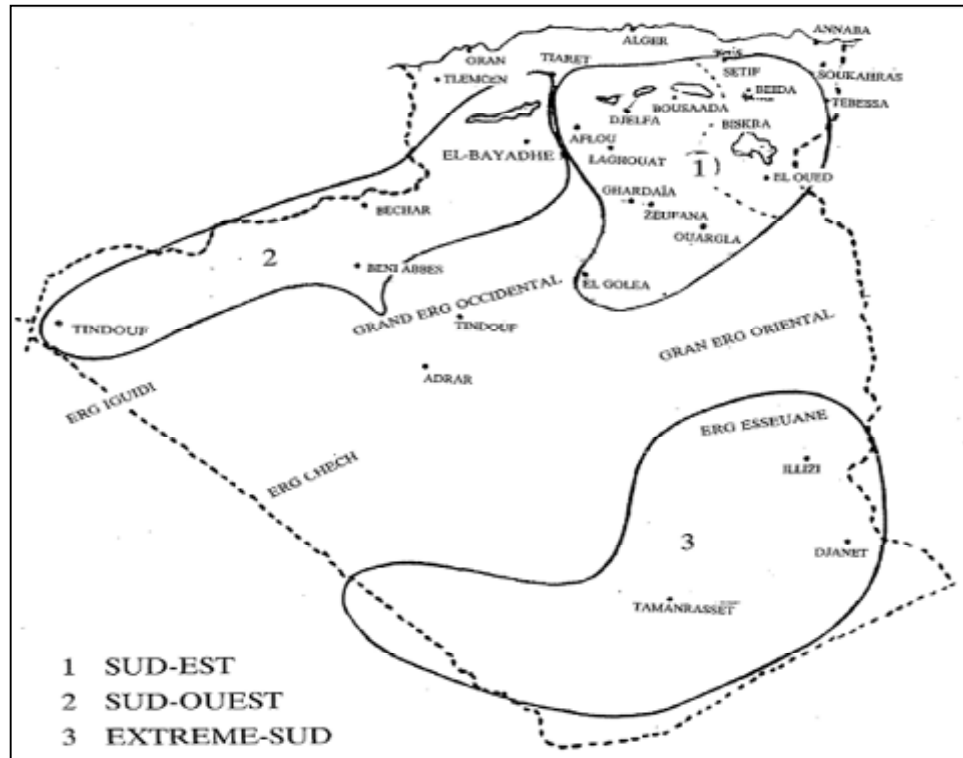 ANNABA
ALGER
ORAN
TIARET
SETIF
SOUKAHRAS
TLEMCEN
BEIDA
TEBESSA
BOUSAADA
DJELFA
AFLOU
BISKRA
EL-BAYADHE
LAGHOUAT
1)
EL OUED
GHARDAÏA
ZEUFANA
BECHAR
OUARGLA
2
BENI ABBES
EL GOLEA
GRAND ERG OCCIDENTAL
TINDOUF
TINDOUF
GRAN ERG ORIENTAL
ADRAR
ERG IGUIDI
ERG ESSEUANE
ERG CHECH
ILLIZI
3
DJANET
TAMANRASSET
1 SUD-EST
2 SUD-OUEST
3 EXTREME-SUD